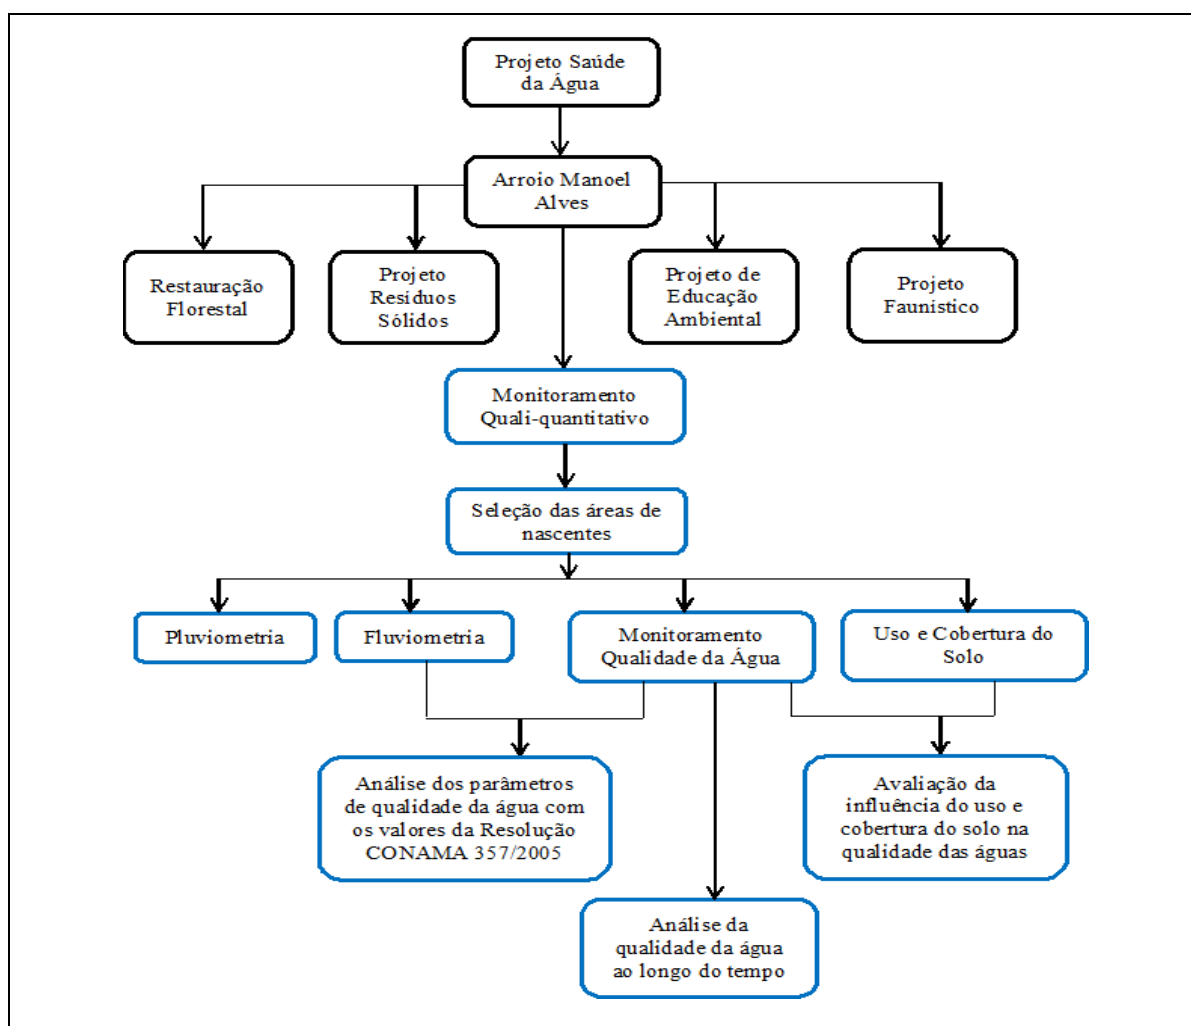 Projeto Saúde
da Água
Arroio Manoel
Alves
Restauração
Florestal
Projeto
Resíduos
Sólidos
Projeto de
Educação
Ambiental
Projeto
Faunístico
Monitoramento
Quali-quantitativo
Seleção das áreas de
nascentes
Pluviometria
Fluviometria
Monitoramento
Qualidade da Água
Uso e Cobertura do
Solo
Análise dos parâmetros
de qualidade da água com
os valores da Resolução
CONAMA 357/2005
Avaliação da
influência do uso e
cobertura do solo na
qualidade das águas
Análise da
qualidade da água
ao longo do tempo